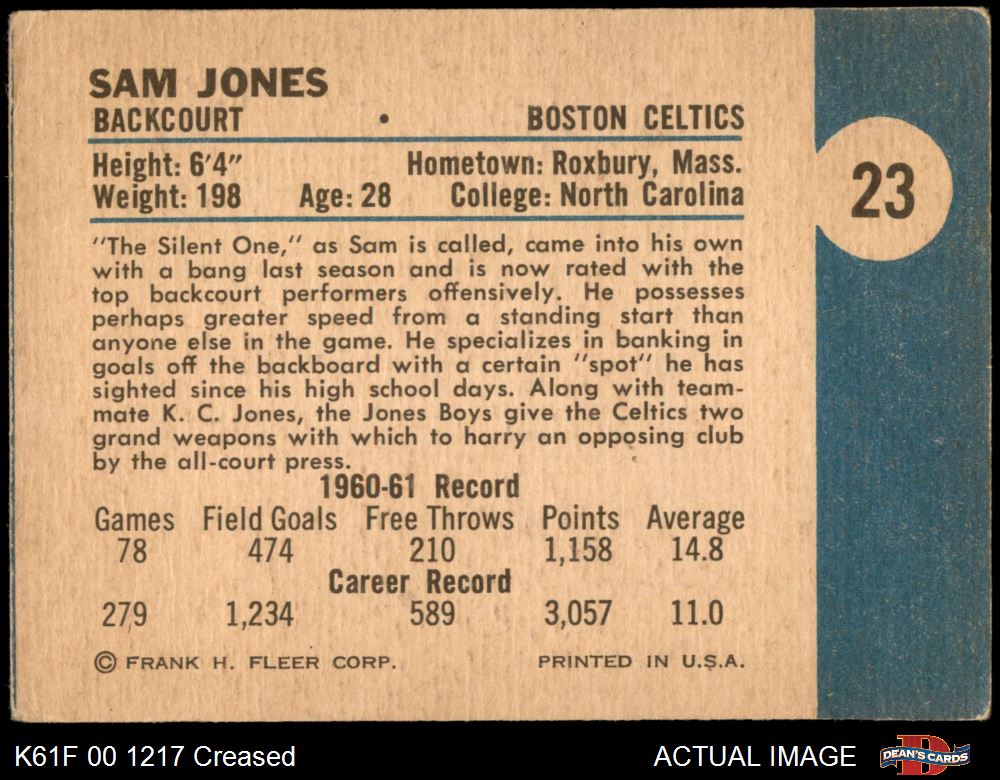 SAM JONES
BACKCOURT • BOSTON CELTICS
Height: 6'4" Hometown: Roxbury, Mass.
Weight: 198 Age: 28 College: North Carolina
23
"The Silent One," as Sam is called, came into his own
with a bang last season and is now rated with the
top backcourt performers offensively. He possesses
perhaps greater speed from a standing start than
anyone else in the game. He specializes in banking in
goals off the backboard with a certain "spot" he has
sighted since his high school days. Along with team-
mate K. C. Jones, the Jones Boys give the Celtics two
grand weapons with which to harry an opposing club
by the all-court press.
1960-61 Record
Games Field Goals Free Throws Points Average
78 474 210 1,158 14.8
Career Record
279 1,234 589 3,057 11.0
© FRANK H. FLEER CORP. PRINTED IN U.S.A.
K61F 00 1217 Creased ACTUAL IMAGE DEAN'S CARDS